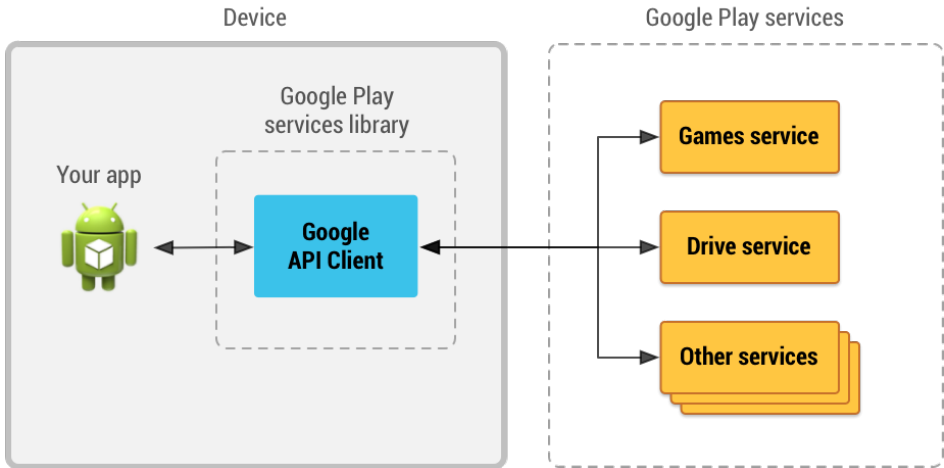 Device
Google Play services
Google Play
services library
Your app
Google
API Client
Games service
Drive service
Other services